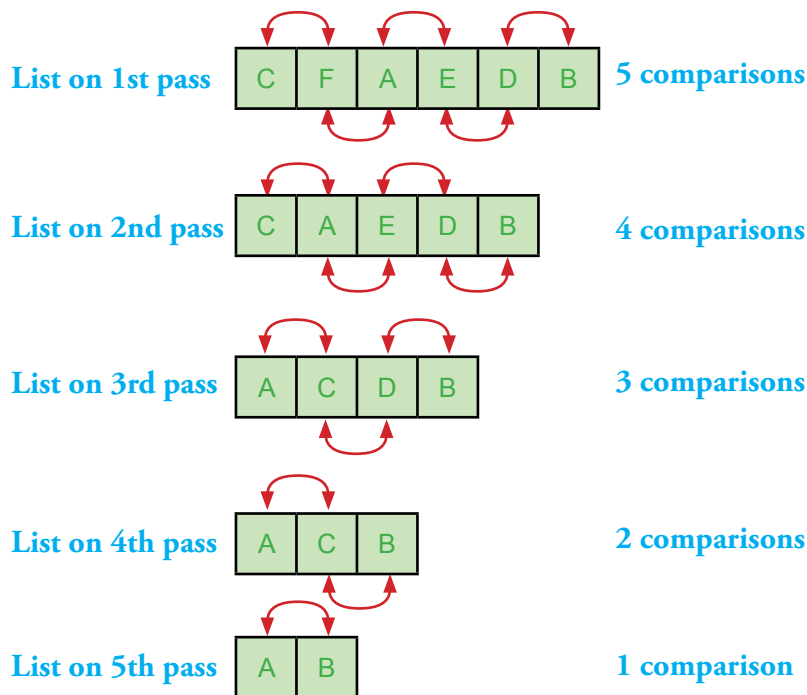 List on 1st pass C F A E D B 5 comparisons
List on 2nd pass C A E D B 4 comparisons
List on 3rd pass A C D B 3 comparisons
List on 4th pass A C B 2 comparisons
List on 5th pass A B 1 comparison